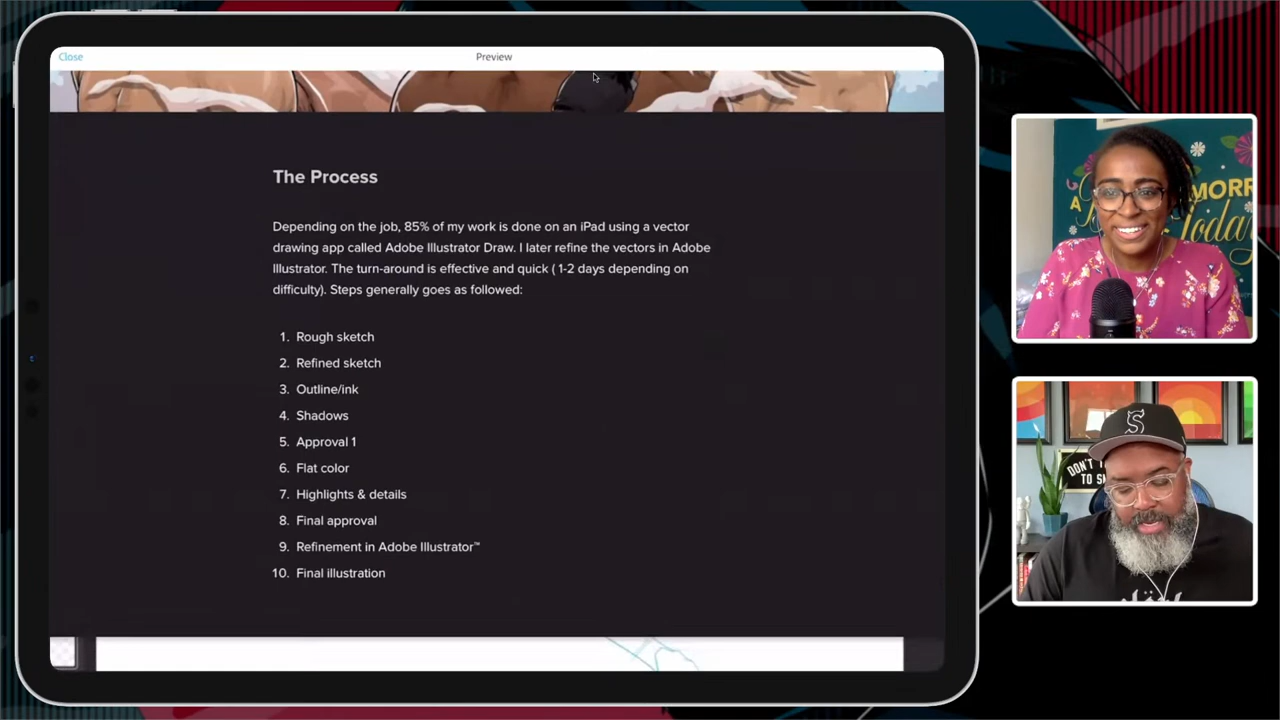 Close
Preview
The Process
Depending on the job, 85% of my work is done on an iPad using a vector
drawing app called Adobe Illustrator Draw. I later refine the vectors in Adobe
Illustrator. The turn-around is effective and quick ( 1-2 days depending on
difficulty). Steps generally goes as followed:
1. Rough sketch
2. Refined sketch
3. Outline/ink
4. Shadows
5. Approval 1
6. Flat color
7. Highlights & details
8. Final approval
9. Refinement in Adobe Illustrator™
10. Final illustration
A
MORR
Today
DON'T
TO
S